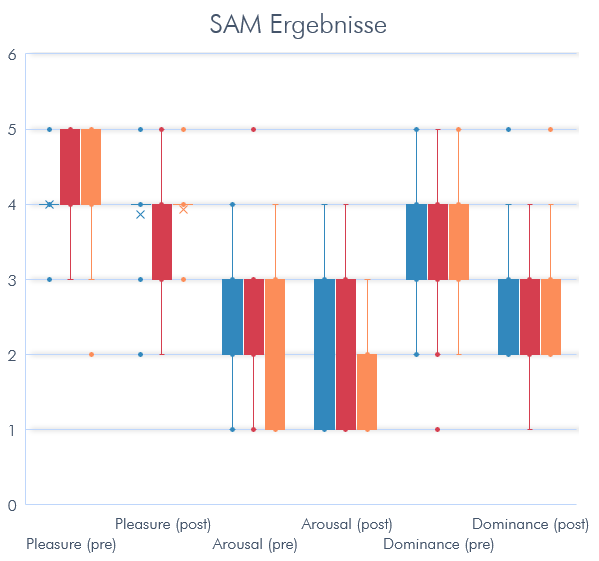 SAM Ergebnisse
6
5
4
3
2
1
0
Pleasure (post) Arousal (post) Dominance (post)
Pleasure (pre) Arousal (pre) Dominance (pre)